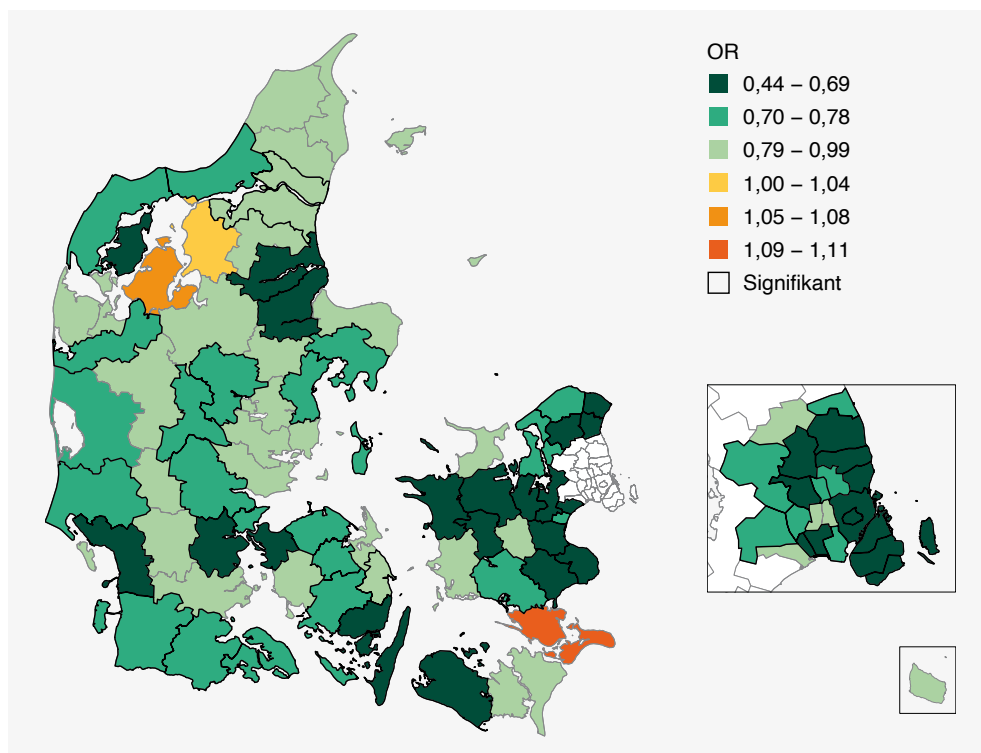 OR
0,44 – 0,69
0,70 – 0,78
0,79 – 0,99
1,00 – 1,04
1,05 – 1,08
1,09 – 1,11
Signifikant